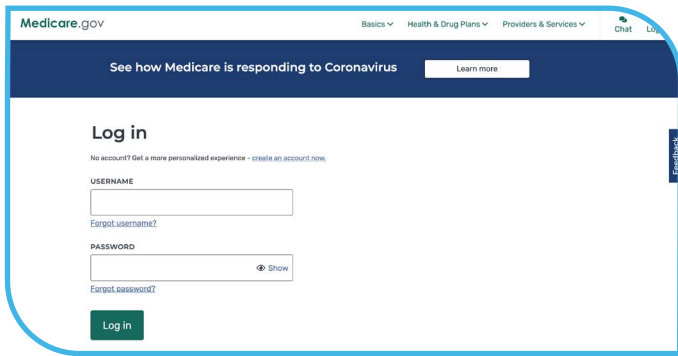 Medicare.gov
Basics Health & Drug Plans Providers & Services Chat
See how Medicare is responding to Coronavirus Learn more
Log in
No account? Get a more personalized experience - create an account now.
USERNAME
Forgot username?
PASSWORD
Show
Forgot password?
Log in
Feedback